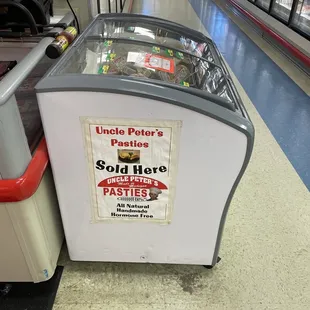 Uncle Peter's
Pasties
Sold Here
UNCLE PETER'S
PASTIES
All Natural
Handmade
Hormone Free